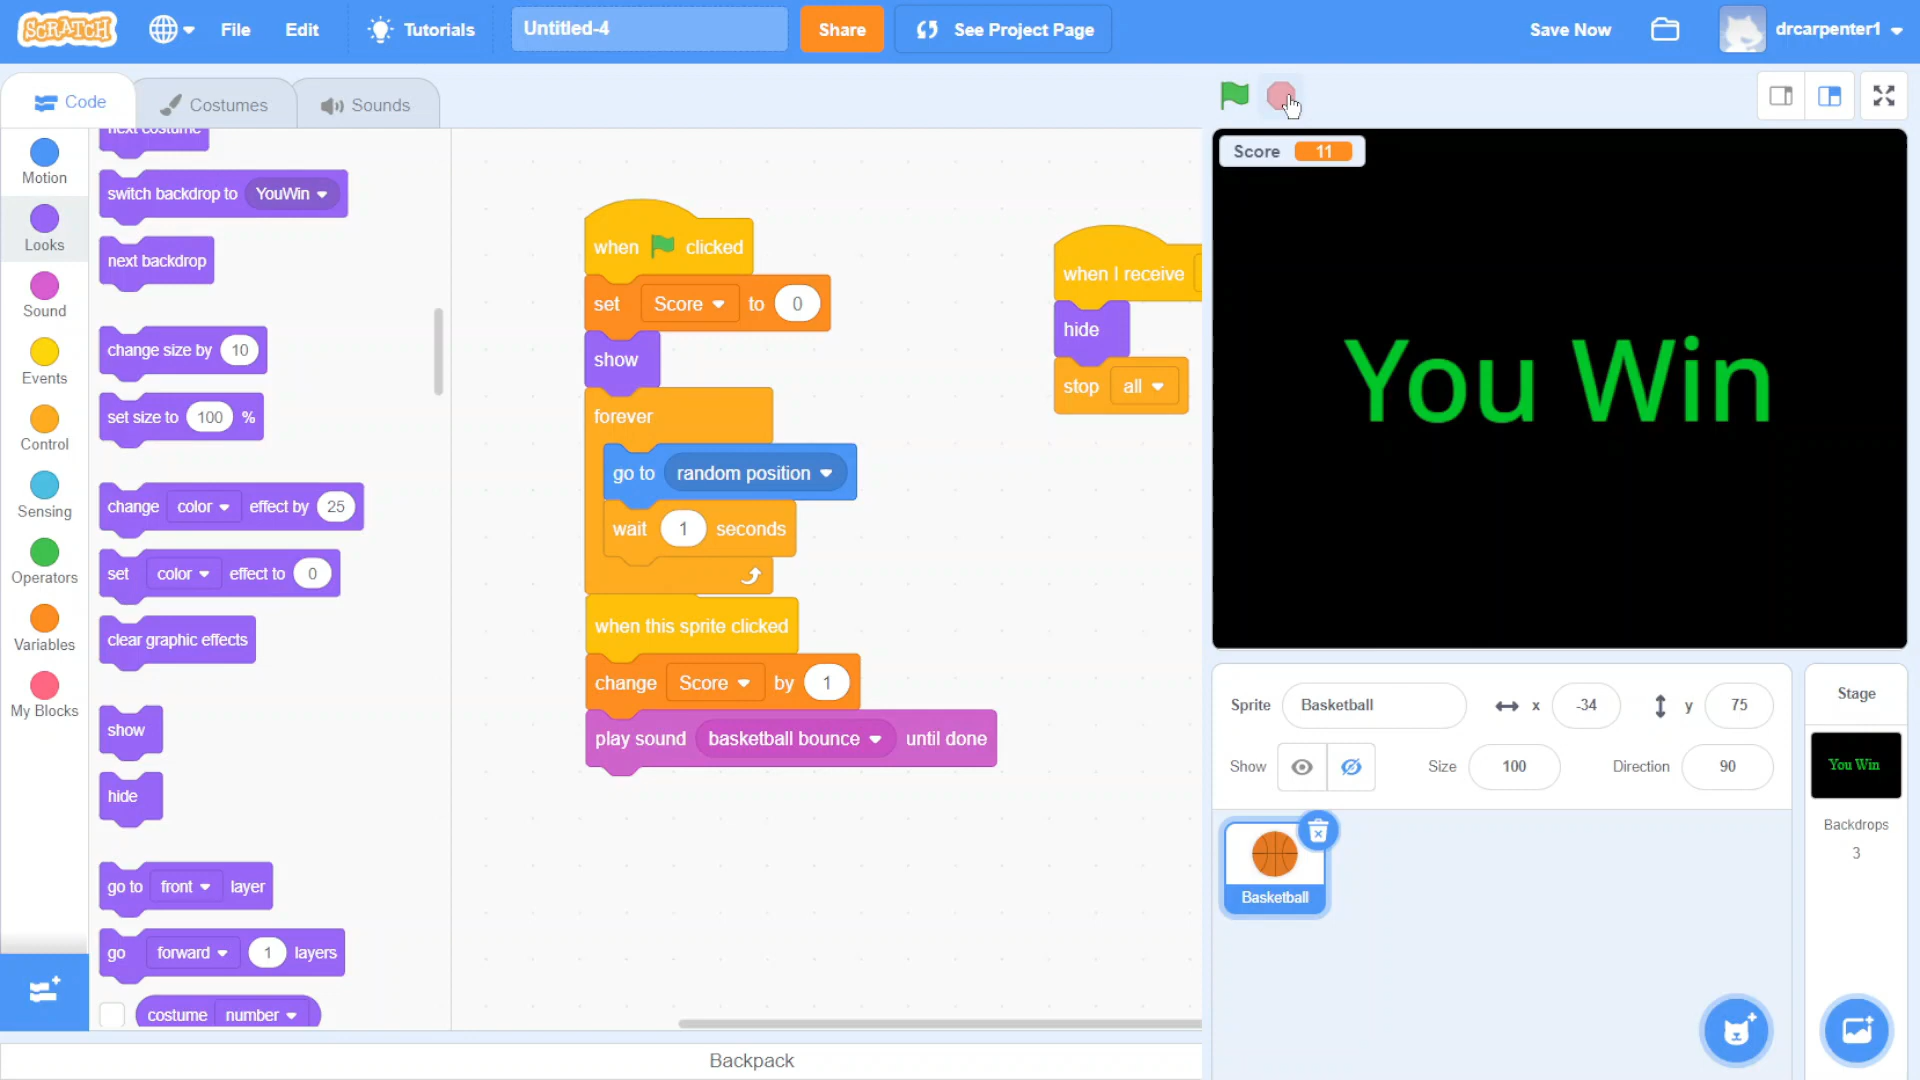 SCRATCH
File
Edit
Tutorials
Untitled-4
Share
See Project Page
Save Now
drcarpenter1
Code
Costumes
Sounds
Motion
Looks
Sound
Events
Control
Sensing
Operators
Variables
My Blocks
next costume
switch backdrop to YouWin
next backdrop
change size by 10
set size to 100 %
change color effect by 25
set color effect to 0
clear graphic effects
show
hide
go to front layer
go forward 1 layers
costume number
when clicked
set Score to 0
show
forever
go to random position
wait 1 seconds
when this sprite clicked
change Score by 1
play sound basketball bounce until done
when I receive
hide
stop all
Backpack
Score 11
You Win
Sprite Basketball x -34 y 75
Show Size 100 Direction 90
Basketball
Stage
You Win
Backdrops
3